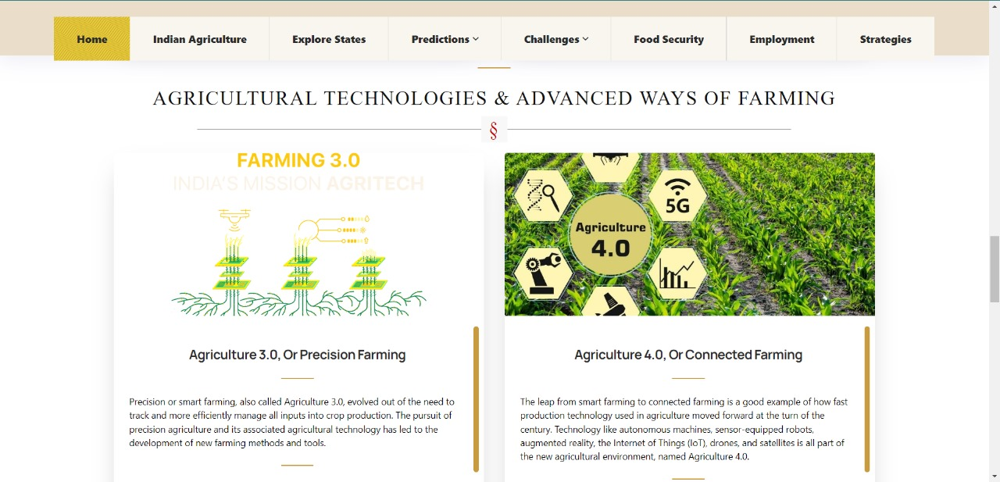 Home
Indian Agriculture
Explore States
Predictions
Challenges
Food Security
Employment
Strategies
AGRICULTURAL TECHNOLOGIES & ADVANCED WAYS OF FARMING
§
FARMING 3.0
INDIA'S MISSION AGRITECH
5G
Agriculture
4.0
Agriculture 3.0, Or Precision Farming
Precision or smart farming, also called Agriculture 3.0, evolved out of the need to
track and more efficiently manage all inputs into crop production. The pursuit of
precision agriculture and its associated agricultural technology has led to the
development of new farming methods and tools.
Agriculture 4.0, Or Connected Farming
The leap from smart farming to connected farming is a good example of how fast
production technology used in agriculture moved forward at the turn of the
century. Technology like autonomous machines, sensor-equipped robots,
augmented reality, the Internet of Things (IoT), drones, and satellites is all part of
the new agricultural environment, named Agriculture 4.0.